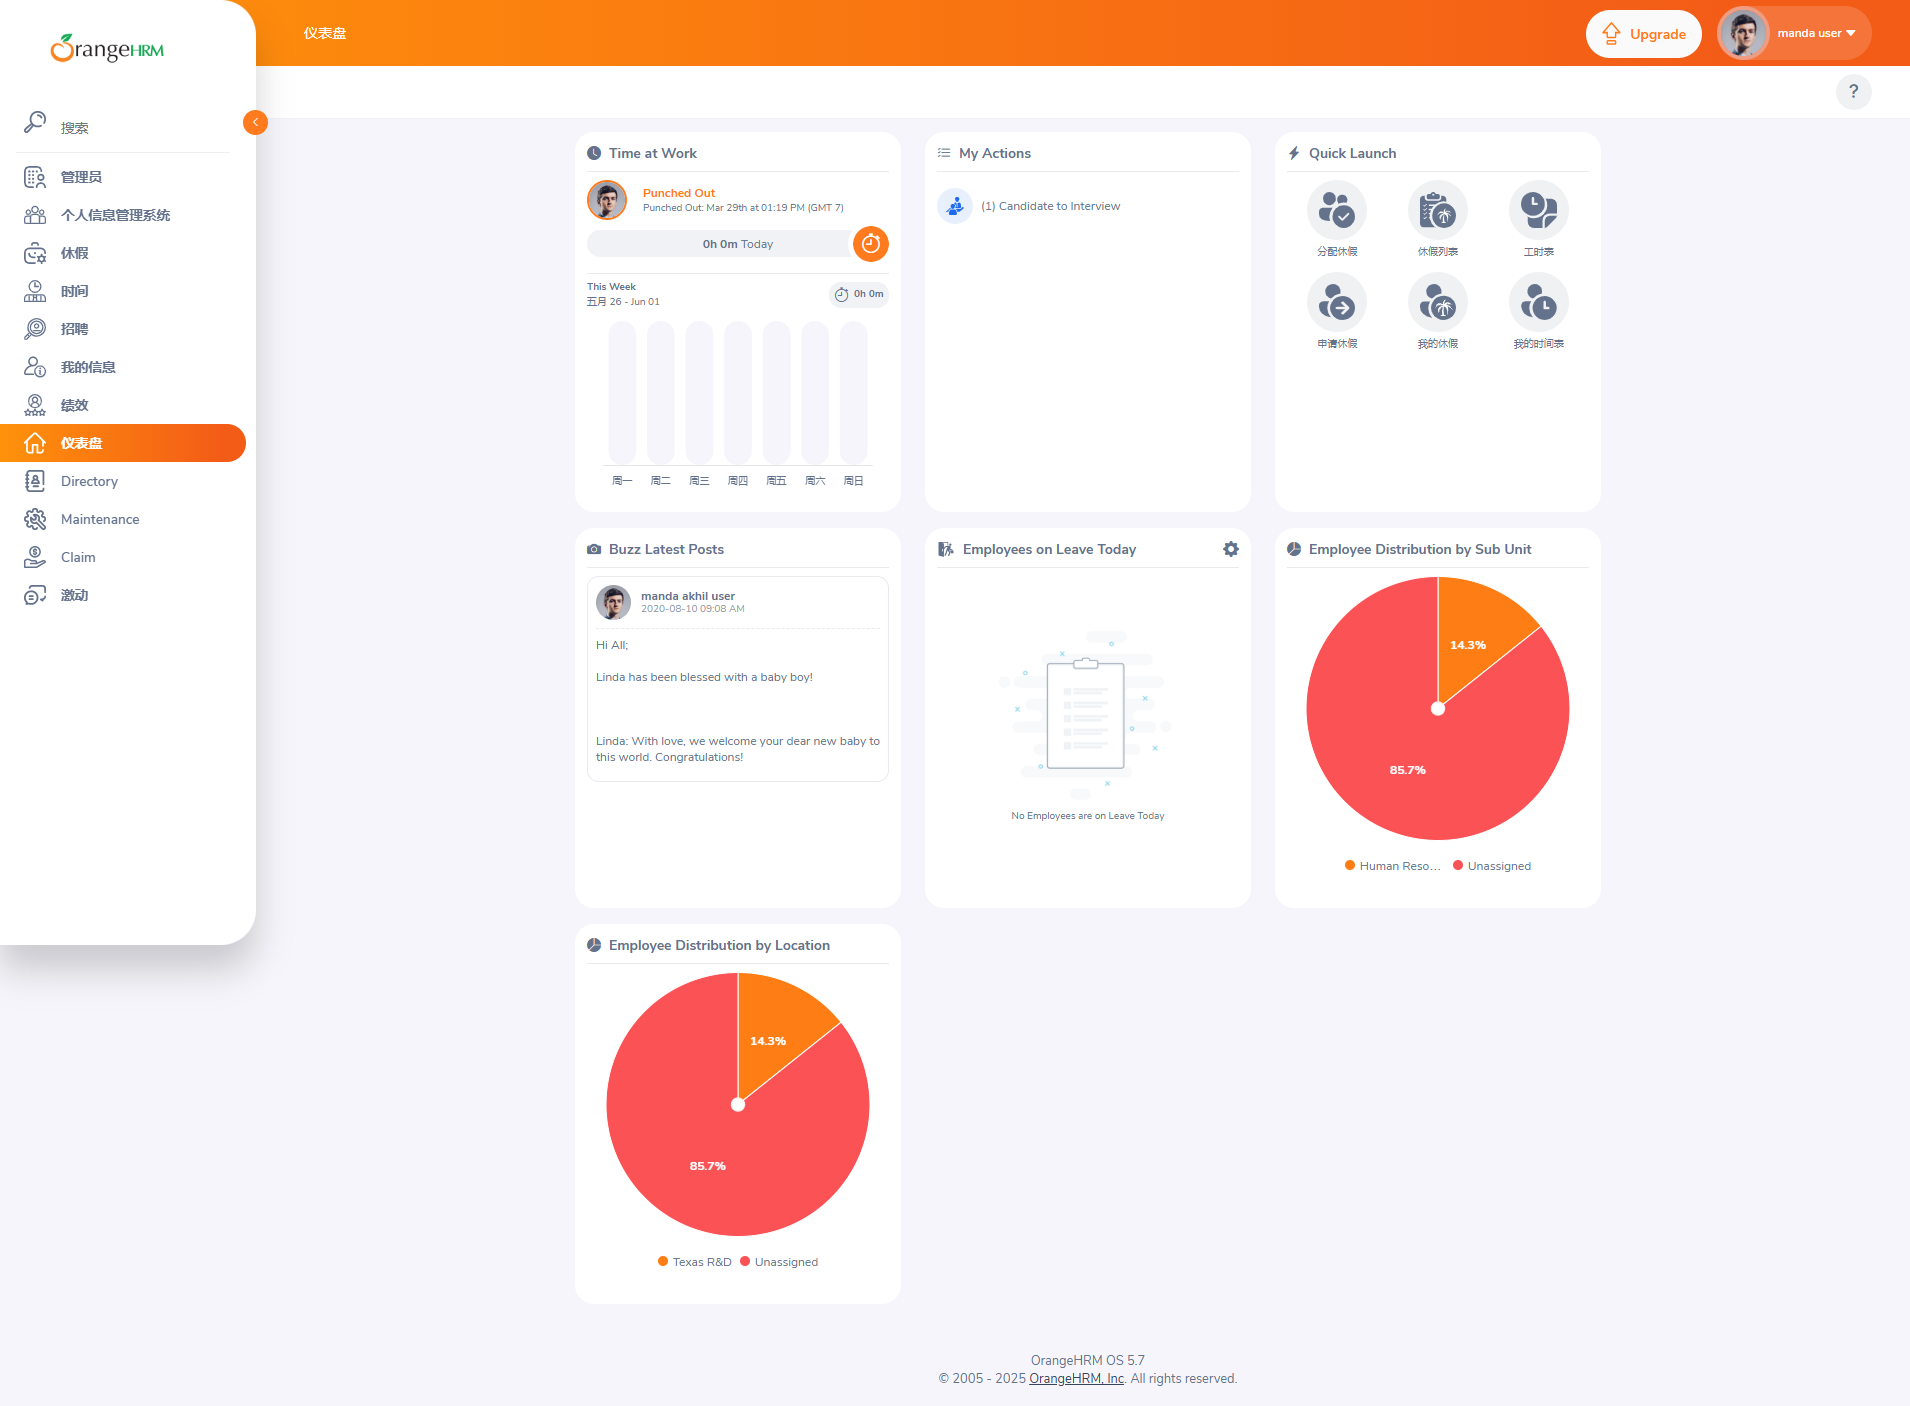 OrangeHRM
仪表盘
Upgrade
manda user
?
搜索
管理员
个人信息管理系统
休假
时间
招聘
我的信息
绩效
仪表盘
Directory
Maintenance
Claim
激动
Time at Work
Punched Out
Punched Out: Mar 29th at 01:19 PM (GMT 7)
0h 0m Today
This Week
五月 26 - Jun 01
0h 0m
周一 周二 周三 周四 周五 周六 周日
My Actions
(1) Candidate to Interview
Quick Launch
分配休假 休假列表 工时表
申请休假 我的休假 我的时间表
Buzz Latest Posts
manda akhil user
2020-08-10 09:08 AM
Hi All;
Linda has been blessed with a baby boy!
Linda: With love, we welcome your dear new baby to
this world. Congratulations!
Employees on Leave Today
No Employees are on Leave Today
Employee Distribution by Sub Unit
14.3%
85.7%
Human Reso... Unassigned
Employee Distribution by Location
14.3%
85.7%
Texas R&D Unassigned
OrangeHRM OS 5.7
© 2005 - 2025 OrangeHRM, Inc. All rights reserved.